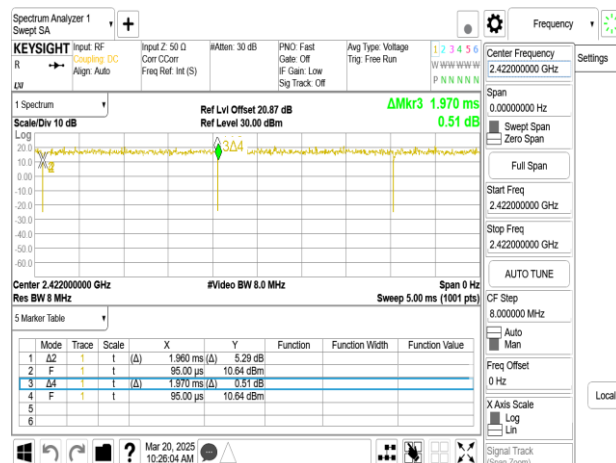 Spectrum Analyzer 1
Swept SA
Frequency
KEYSIGHT
R
Input: RF
Coupling: DC
Align: Auto
Input Z: 50 Ω
Corr CCorr
Freq Ref: Int (S)
#Atten: 30 dB
PNO: Fast
Gate: Off
IF Gain: Low
Sig Track: Off
Avg Type: Voltage
Trig: Free Run
1 2 3 4 5 6
W W W W W W
P N N N N N
LXI
1 Spectrum
Scale/Div 10 dB
Log
Ref Lvl Offset 20.87 dB
Ref Level 30.00 dBm
ΔMkr3 1.970 ms
0.51 dB
3Δ4
20.0
10.0
0.00
-10.0
-20.0
-30.0
-40.0
-50.0
-60.0
Center 2.422000000 GHz
Res BW 8 MHz
#Video BW 8.0 MHz
Span 0 Hz
Sweep 5.00 ms (1001 pts)
5 Marker Table
Mode Trace Scale X Y Function Function Width Function Value
1 Δ2 1 t (Δ) 1.960 ms (Δ) 5.29 dB
2 F 1 t 95.00 µs 10.64 dBm
3 Δ4 1 t (Δ) 1.970 ms (Δ) 0.51 dB
4 F 1 t 95.00 µs 10.64 dBm
5
6
?
Mar 20, 2025
10:26:04 AM
Center Frequency
2.422000000 GHz
Settings
Span
0.00000000 Hz
Swept Span
Zero Span
Full Span
Start Freq
2.422000000 GHz
Stop Freq
2.422000000 GHz
AUTO TUNE
CF Step
8.000000 MHz
Auto
Man
Freq Offset
0 Hz
Local
X Axis Scale
Log
Lin
Signal Track
(Span Zoom)